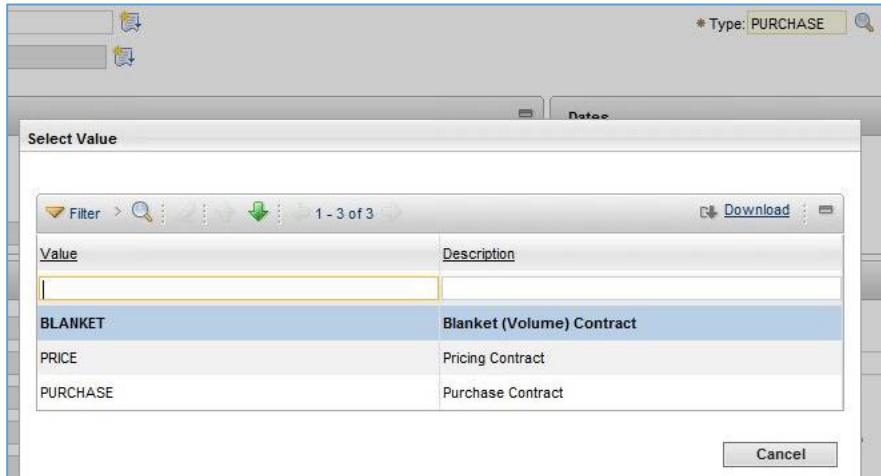 * Type: PURCHASE
Dates
Select Value
Filter > 1 - 3 of 3 Download
Value Description
BLANKET Blanket (Volume) Contract
PRICE Pricing Contract
PURCHASE Purchase Contract
Cancel